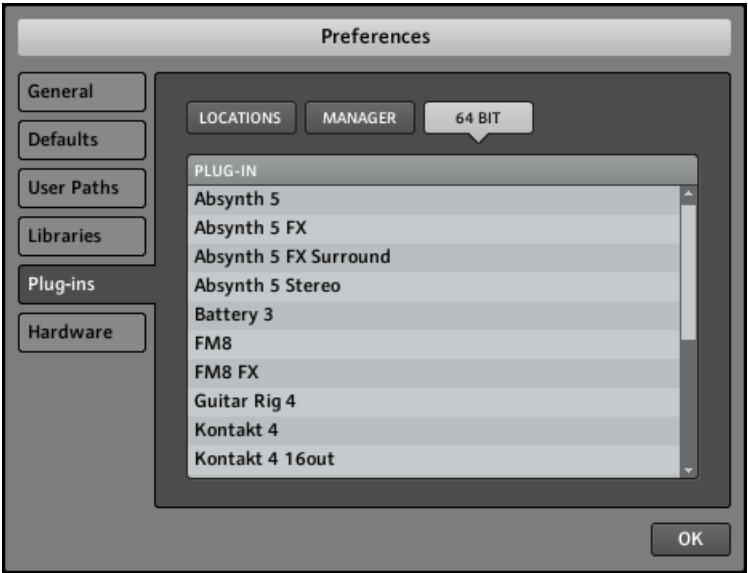 Preferences
General
Defaults
User Paths
Libraries
Plug-ins
Hardware
LOCATIONS MANAGER 64 BIT
PLUG-IN
Absynth 5
Absynth 5 FX
Absynth 5 FX Surround
Absynth 5 Stereo
Battery 3
FM8
FM8 FX
Guitar Rig 4
Kontakt 4
Kontakt 4 16out
OK